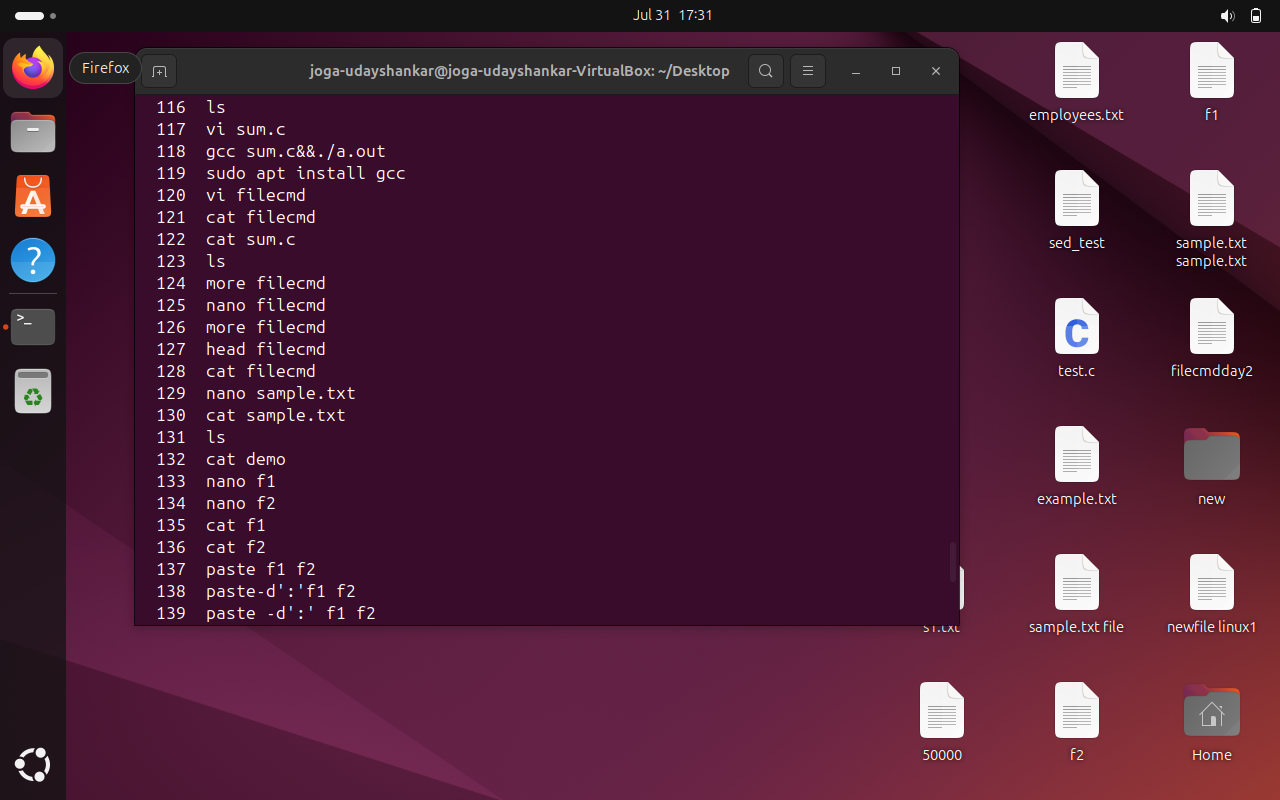 Jul 31 17:31
Firefox
joga-udayshankar@joga-udayshankar-VirtualBox: ~/Desktop
116 ls
117 vi sum.c
118 gcc sum.c&&./a.out
119 sudo apt install gcc
120 vi filecmd
121 cat filecmd
122 cat sum.c
123 ls
124 more filecmd
125 nano filecmd
126 more filecmd
127 head filecmd
128 cat filecmd
129 nano sample.txt
130 cat sample.txt
131 ls
132 cat demo
133 nano f1
134 nano f2
135 cat f1
136 cat f2
137 paste f1 f2
138 paste-d':'f1 f2
139 paste -d':' f1 f2
employees.txt
f1
sed_test
sample.txt
sample.txt
test.c
filecmdday2
example.txt
new
s1.txt
sample.txt file
newfile linux1
50000
f2
Home